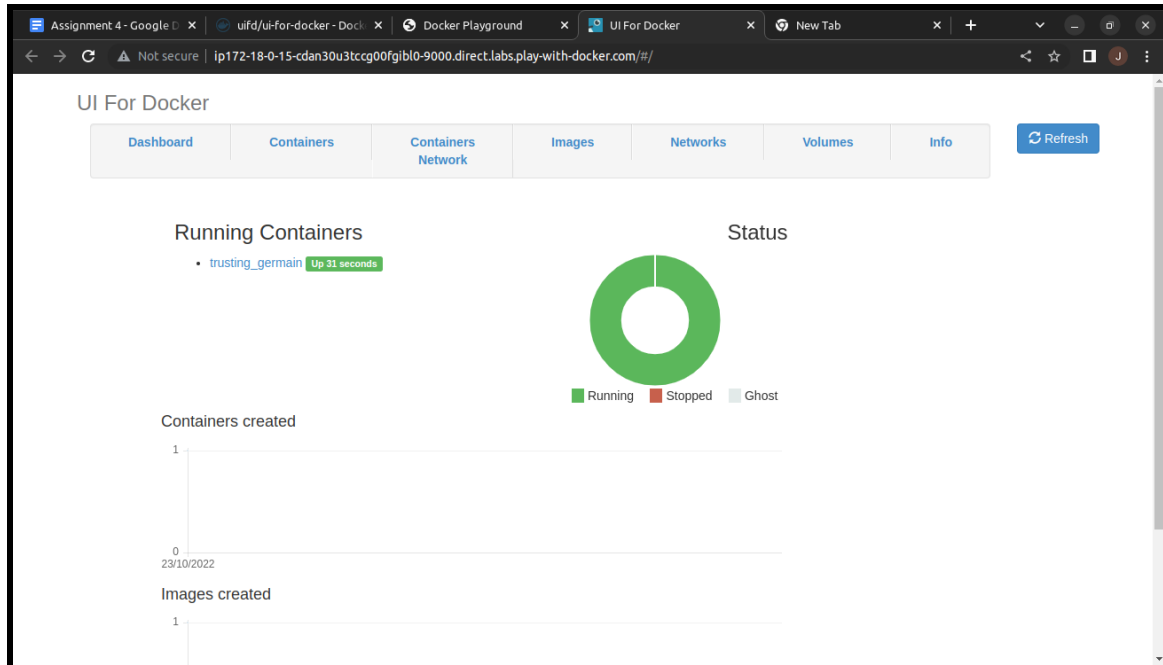 Assignment 4 - Google D
uifd/ui-for-docker - Dock
Docker Playground
UI For Docker
New Tab
Not secure
ip172-18-0-15-cdan30u3tccg00fgibl0-9000.direct.labs.play-with-docker.com/#/
J
UI For Docker
Dashboard
Containers
Containers
Network
Images
Networks
Volumes
Info
Refresh
Running Containers
trusting_germain Up 31 seconds
Status
Running
Stopped
Ghost
Containers created
1
0
23/10/2022
Images created
1